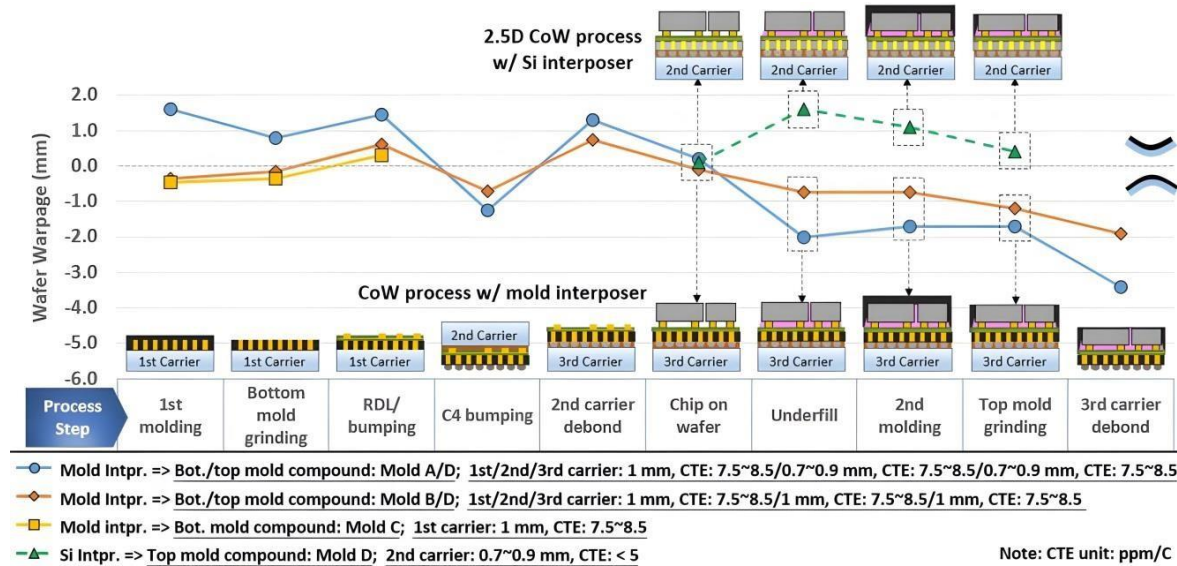 2.5D CoW process
w/ Si interposer
2nd Carrier
2nd Carrier
2nd Carrier
2nd Carrier
Wafer Warpage (mm)
2.0
1.0
0.0
-1.0
-2.0
-3.0
-4.0
-5.0
-6.0
CoW process w/ mold interposer
1st Carrier
1st Carrier
1st Carrier
2nd Carrier
3rd Carrier
3rd Carrier
3rd Carrier
3rd Carrier
3rd Carrier
3rd Carrier
Process
Step
1st
molding
Bottom
mold
grinding
RDL/
bumping
C4 bumping
2nd carrier
debond
Chip on
wafer
Underfill
2nd
molding
Top mold
grinding
3rd carrier
debond
Mold Intpr. => Bot./top mold compound: Mold A/D; 1st/2nd/3rd carrier: 1 mm, CTE: 7.5~8.5/0.7~0.9 mm, CTE: 7.5~8.5/0.7~0.9 mm, CTE: 7.5~8.5
Mold Intpr. => Bot./top mold compound: Mold B/D; 1st/2nd/3rd carrier: 1 mm, CTE: 7.5~8.5/1 mm, CTE: 7.5~8.5/1 mm, CTE: 7.5~8.5
Mold intpr. => Bot. mold compound: Mold C; 1st carrier: 1 mm, CTE: 7.5~8.5
Si Intpr. => Top mold compound: Mold D; 2nd carrier: 0.7~0.9 mm, CTE: < 5
Note: CTE unit: ppm/C